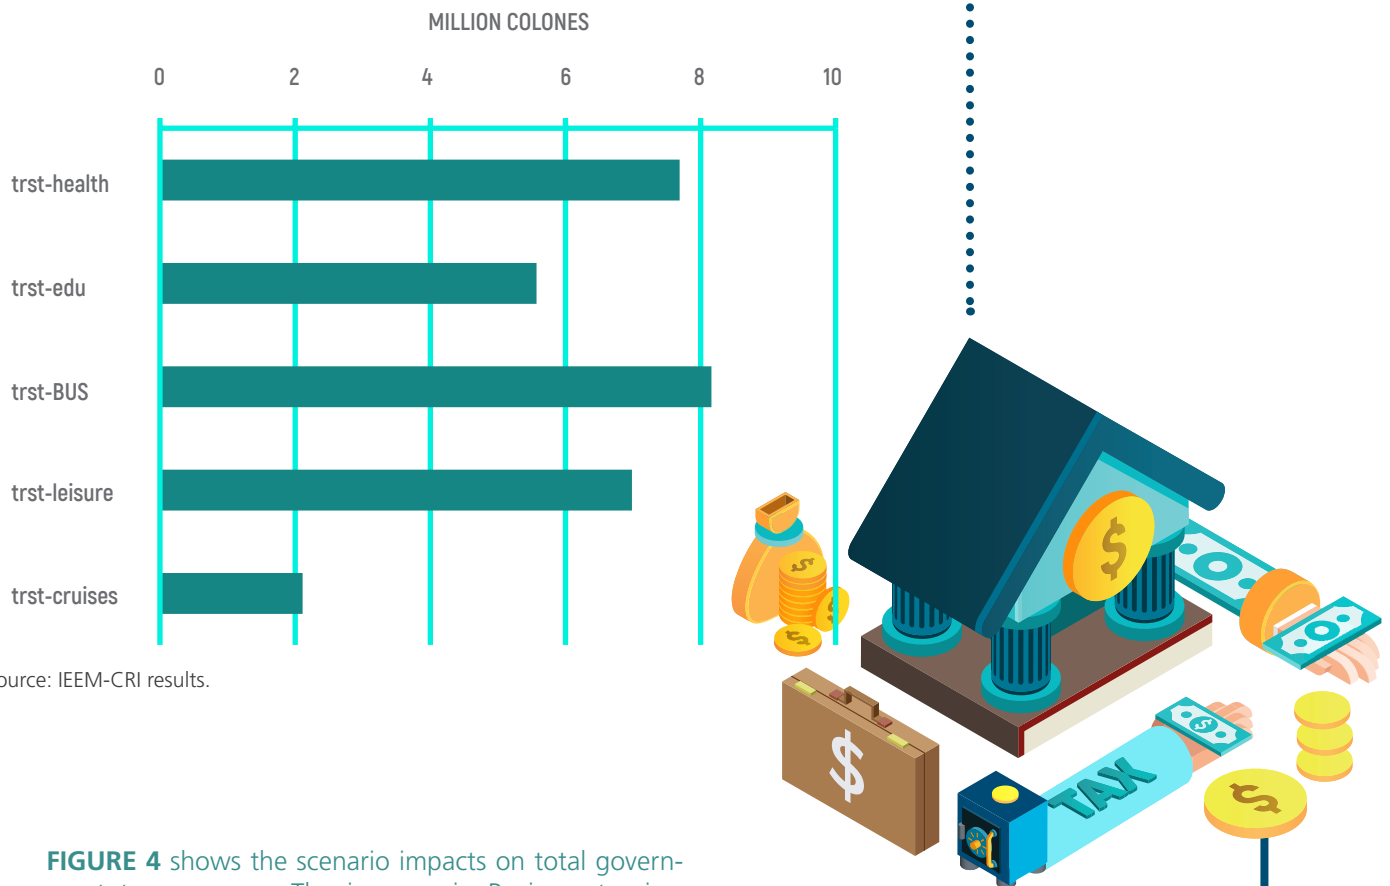 MILLION COLONES
0 2 4 6 8 10
trst-health
trst-edu
trst-BUS
trst-leisure
trst-cruises
ource: IEEM-CRI results.
$
$
$
$
$
$
TAX
$
$
FIGURE 4 shows the scenario impacts on total govern-